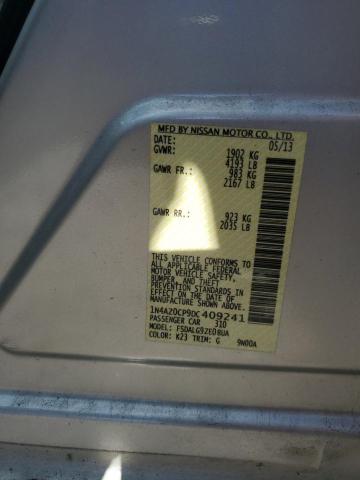 MFD BY NISSAN MOTOR CO., LTD.
DATE: 05/13
GVWR: 1902 KG
4193 LB
GAWR FR.: 983 KG
2167 LB
GAWR RR.: 923 KG
2035 LB
THIS VEHICLE CONFORMS TO ALL
APPLICABLE FEDERAL
MOTOR VEHICLE SAFETY,
BUMPER, AND THEFT
PREVENTION STANDARDS IN
EFFECT ON THE DATE OF
MANUFACTURE SHOWN ABOVE.
1N4AZ0CP9DC409241
PASSENGER CAR 310
MODEL: FSDALG9ZE0BUA
COLOR: K23 TRIM: G 9W00A